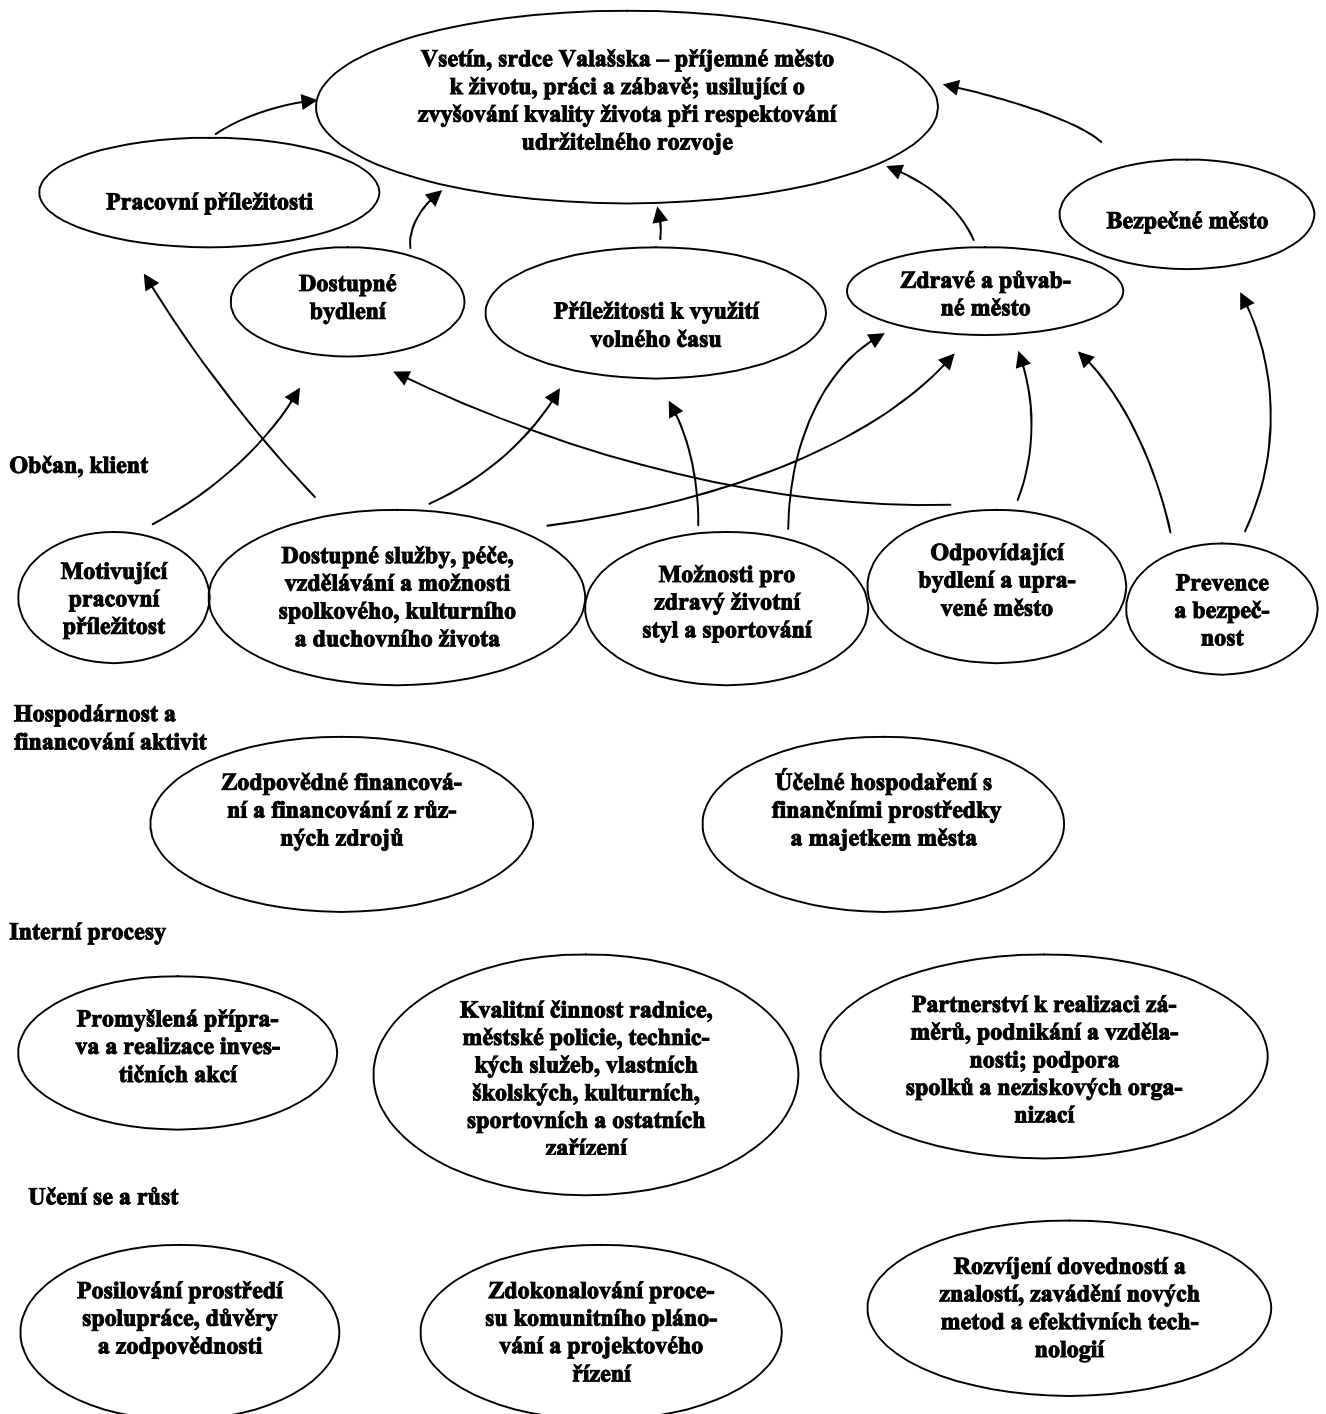 Vsetín, srdce Valašska – příjemné město
k životu, práci a zábavě; usilující o
zvyšování kvality života při respektování
udržitelného rozvoje
Pracovní příležitosti
Bezpečné město
Dostupné
bydlení
Příležitosti k využití
volného času
Zdravé a půvab-
né město
Občan, klient
Motivující
pracovní
příležitost
Dostupné služby, péče,
vzdělávání a možnosti
spolkového, kulturního
a duchovního života
Možnosti pro
zdravý životní
styl a sportování
Odpovídající
bydlení a upra-
vené město
Prevence
a bezpeč-
nost
Hospodárnost a
financování aktivit
Zodpovědné financová-
ní a financování z růz-
ných zdrojů
Účelné hospodaření s
finančními prostředky
a majetkem města
Interní procesy
Promyšlená přípra-
va a realizace inves-
tičních akcí
Kvalitní činnost radnice,
městské policie, technic-
kých služeb, vlastních
školských, kulturních,
sportovních a ostatních
zařízení
Partnerství k realizaci zá-
měrů, podnikání a vzděla-
nosti; podpora
spolků a neziskových orga-
nizací
Učení se a růst
Posilování prostředí
spolupráce, důvěry
a zodpovědnosti
Zdokonalování proce-
su komunitního pláno-
vání a projektového
řízení
Rozvíjení dovedností a
znalostí, zavádění nových
metod a efektivních tech-
nologií